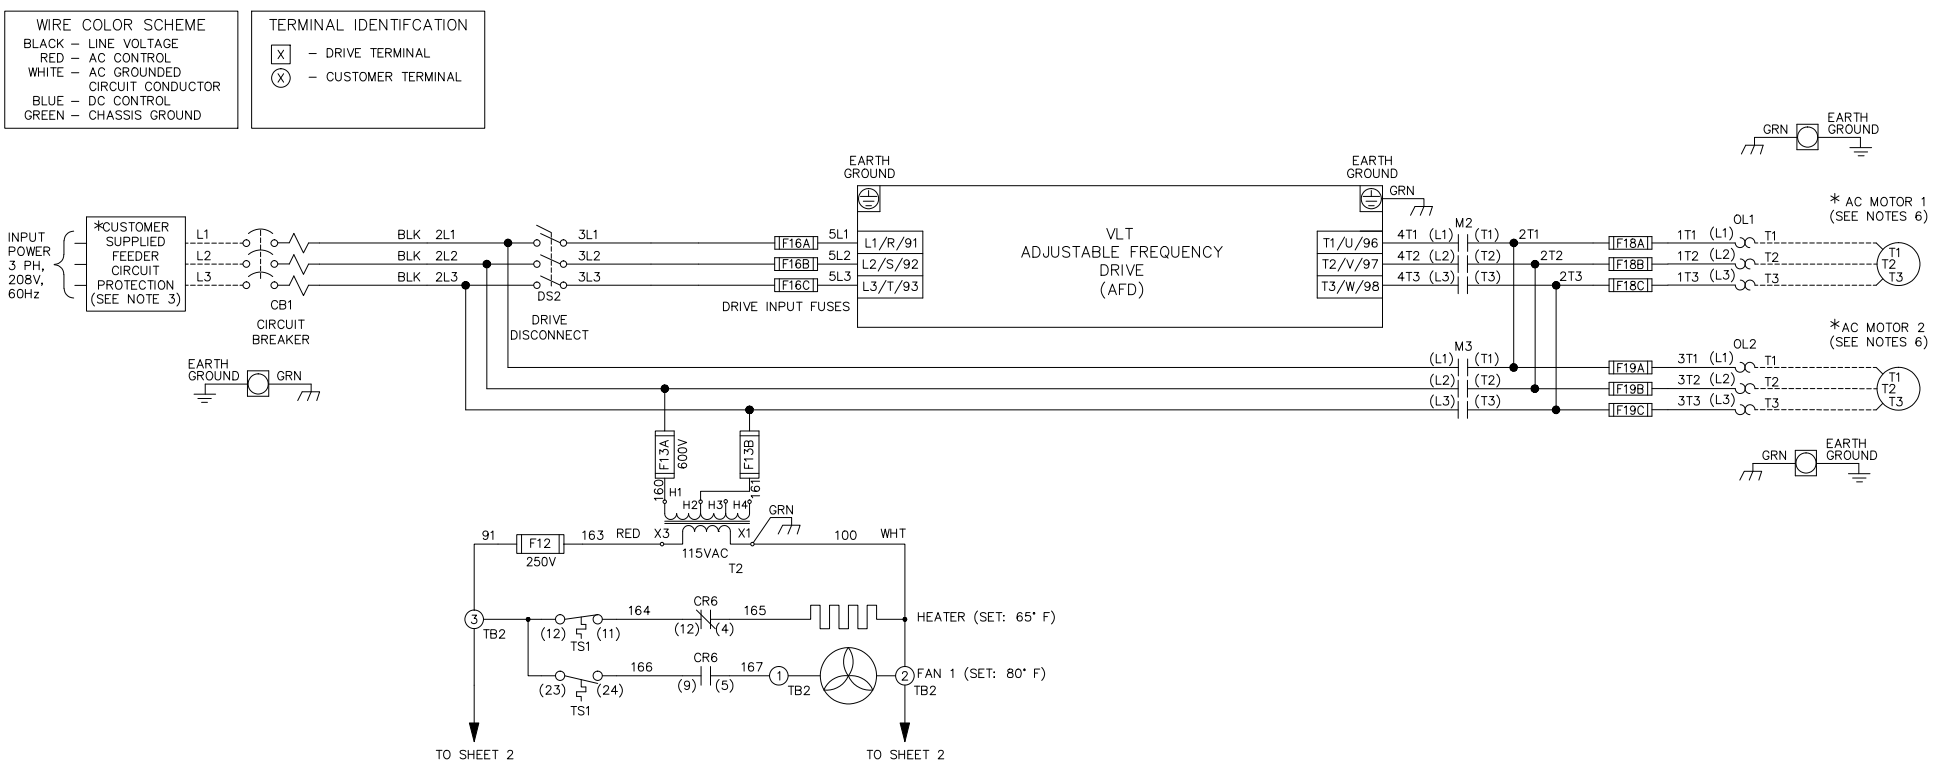 WIRE COLOR SCHEME
BLACK – LINE VOLTAGE
RED – AC CONTROL
WHITE – AC GROUNDED
CIRCUIT CONDUCTOR
BLUE – DC CONTROL
GREEN – CHASSIS GROUND
TERMINAL IDENTIFCATION
X – DRIVE TERMINAL
X – CUSTOMER TERMINAL
INPUT
POWER
3 PH,
208V,
60Hz
*CUSTOMER
SUPPLIED
FEEDER
CIRCUIT
PROTECTION
(SEE NOTE 3)
L1
L2
L3
CB1
CIRCUIT
BREAKER
BLK 2L1
BLK 2L2
BLK 2L3
3L1
3L2
3L3
DS2
DRIVE
DISCONNECT
F16A
F16B
F16C
DRIVE INPUT FUSES
5L1
5L2
5L3
EARTH
GROUND
L1/R/91
L2/S/92
L3/T/93
VLT
ADJUSTABLE FREQUENCY
DRIVE
(AFD)
EARTH
GROUND
GRN
T1/U/96
T2/V/97
T3/W/98
M2
4T1 (L1) (T1) 2T1
4T2 (L2) (T2) 2T2
4T3 (L3) (T3) 2T3
F18A
F18B
F18C
OL1
1T1 (L1) T1
1T2 (L2) T2
1T3 (L3) T3
GRN
EARTH
GROUND
* AC MOTOR 1
(SEE NOTES 6)
T1
T2
T3
M3
(L1) (T1)
(L2) (T2)
(L3) (T3)
F19A
F19B
F19C
OL2
3T1 (L1) T1
3T2 (L2) T2
3T3 (L3) T3
*AC MOTOR 2
(SEE NOTES 6)
T1
T2
T3
GRN
EARTH
GROUND
EARTH
GROUND
GRN
F13A
600V
F13B
160
161
H1
H2 H3 H4
GRN
91
F12
250V
163 RED X3
X1
115VAC
T2
100 WHT
3
TB2
(12) (11)
TS1
164
CR6
(12) (4)
165
HEATER (SET: 65° F)
(23) (24)
TS1
166
CR6
(9) (5)
167
1
TB2
2
TB2
FAN 1 (SET: 80° F)
TO SHEET 2
TO SHEET 2